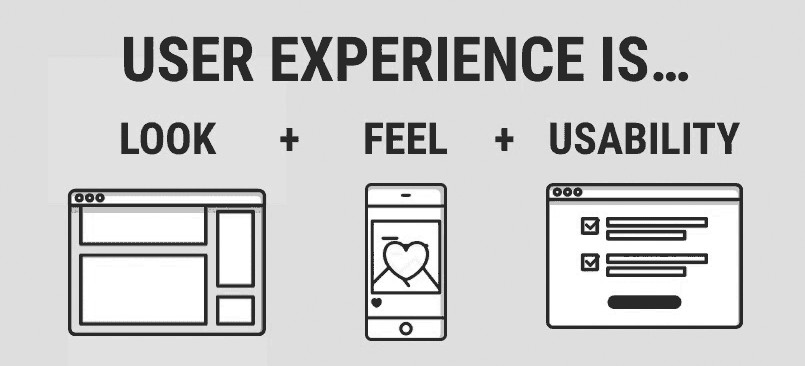 USER EXPERIENCE IS...
LOOK + FEEL + USABILITY